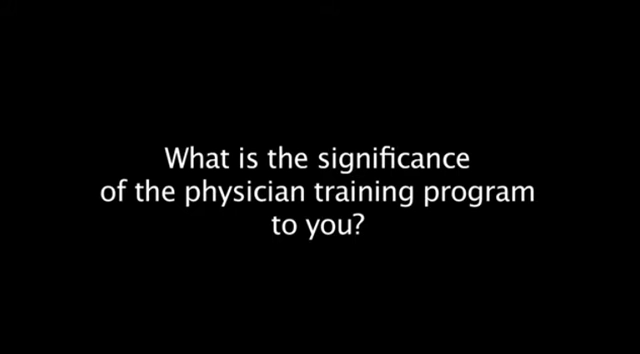 What is the significance
of the physician training program
to you?